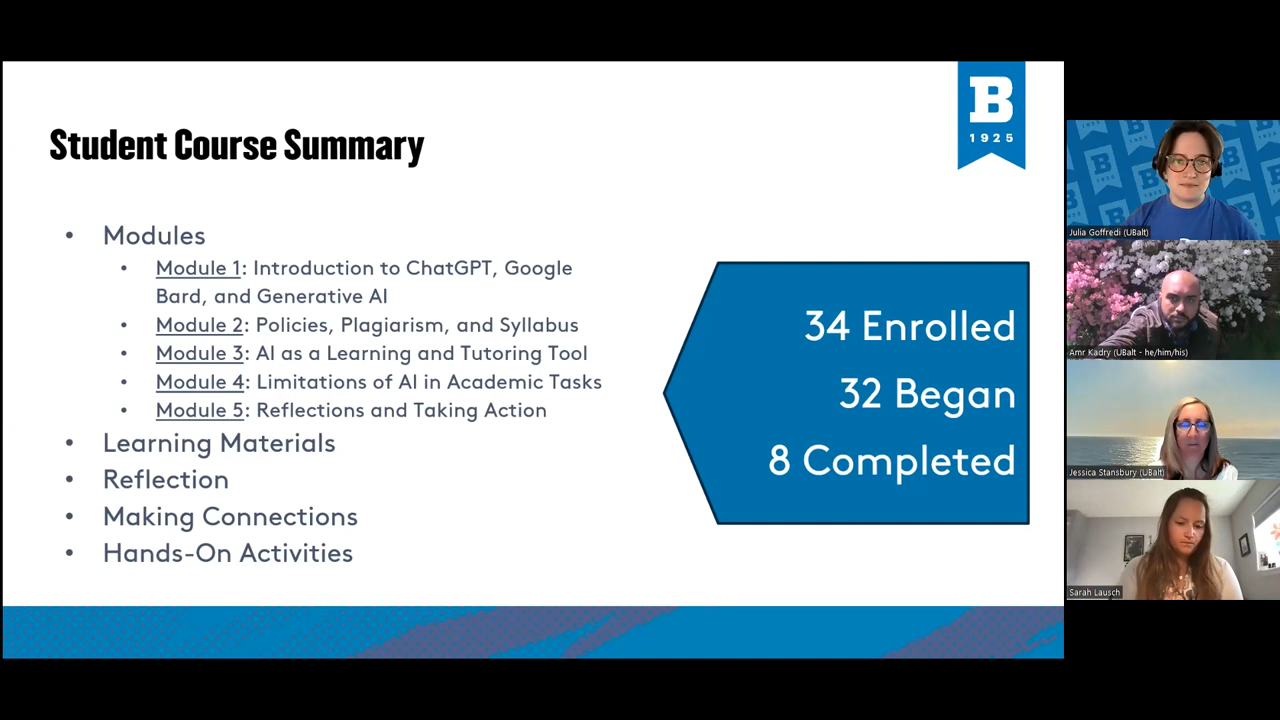 B
1925
Student Course Summary
• Modules
• Module 1: Introduction to ChatGPT, Google
Bard, and Generative AI
• Module 2: Policies, Plagiarism, and Syllabus
• Module 3: AI as a Learning and Tutoring Tool
• Module 4: Limitations of AI in Academic Tasks
• Module 5: Reflections and Taking Action
• Learning Materials
• Reflection
• Making Connections
• Hands-On Activities
34 Enrolled
32 Began
8 Completed
Julia Goffredi (UBalt)
Amr Kadry (UBalt - he/him/his)
Jessica Stansbury (UBalt)
Sarah Lausch